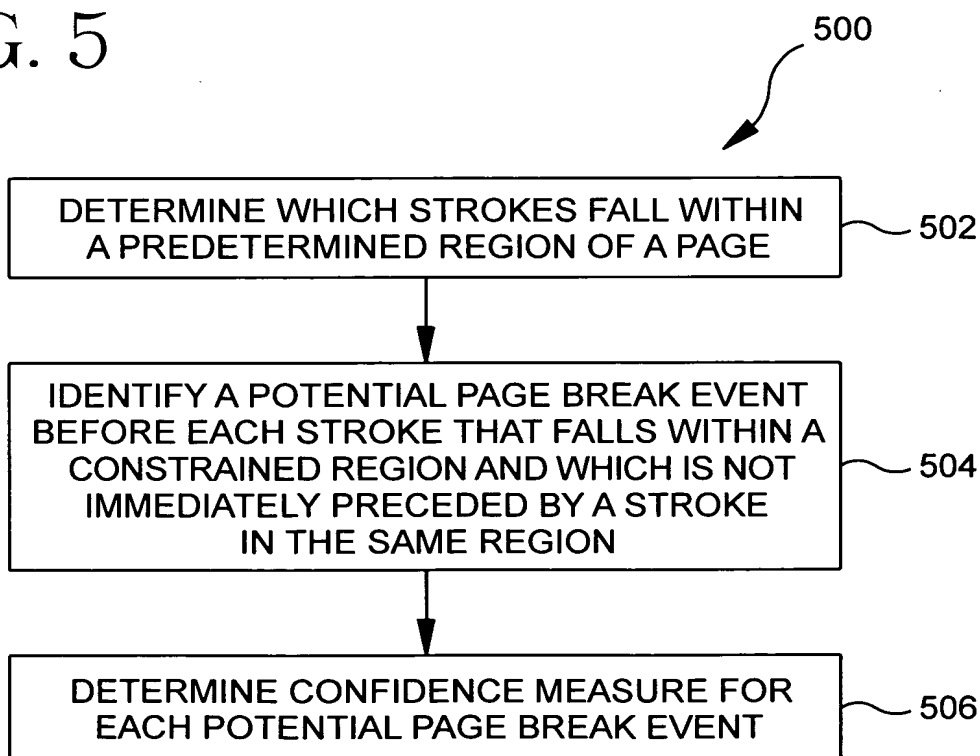 G. 5
500
DETERMINE WHICH STROKES FALL WITHIN
A PREDETERMINED REGION OF A PAGE
502
IDENTIFY A POTENTIAL PAGE BREAK EVENT
BEFORE EACH STROKE THAT FALLS WITHIN A
CONSTRAINED REGION AND WHICH IS NOT
IMMEDIATELY PRECEDED BY A STROKE
IN THE SAME REGION
504
DETERMINE CONFIDENCE MEASURE FOR
EACH POTENTIAL PAGE BREAK EVENT
506